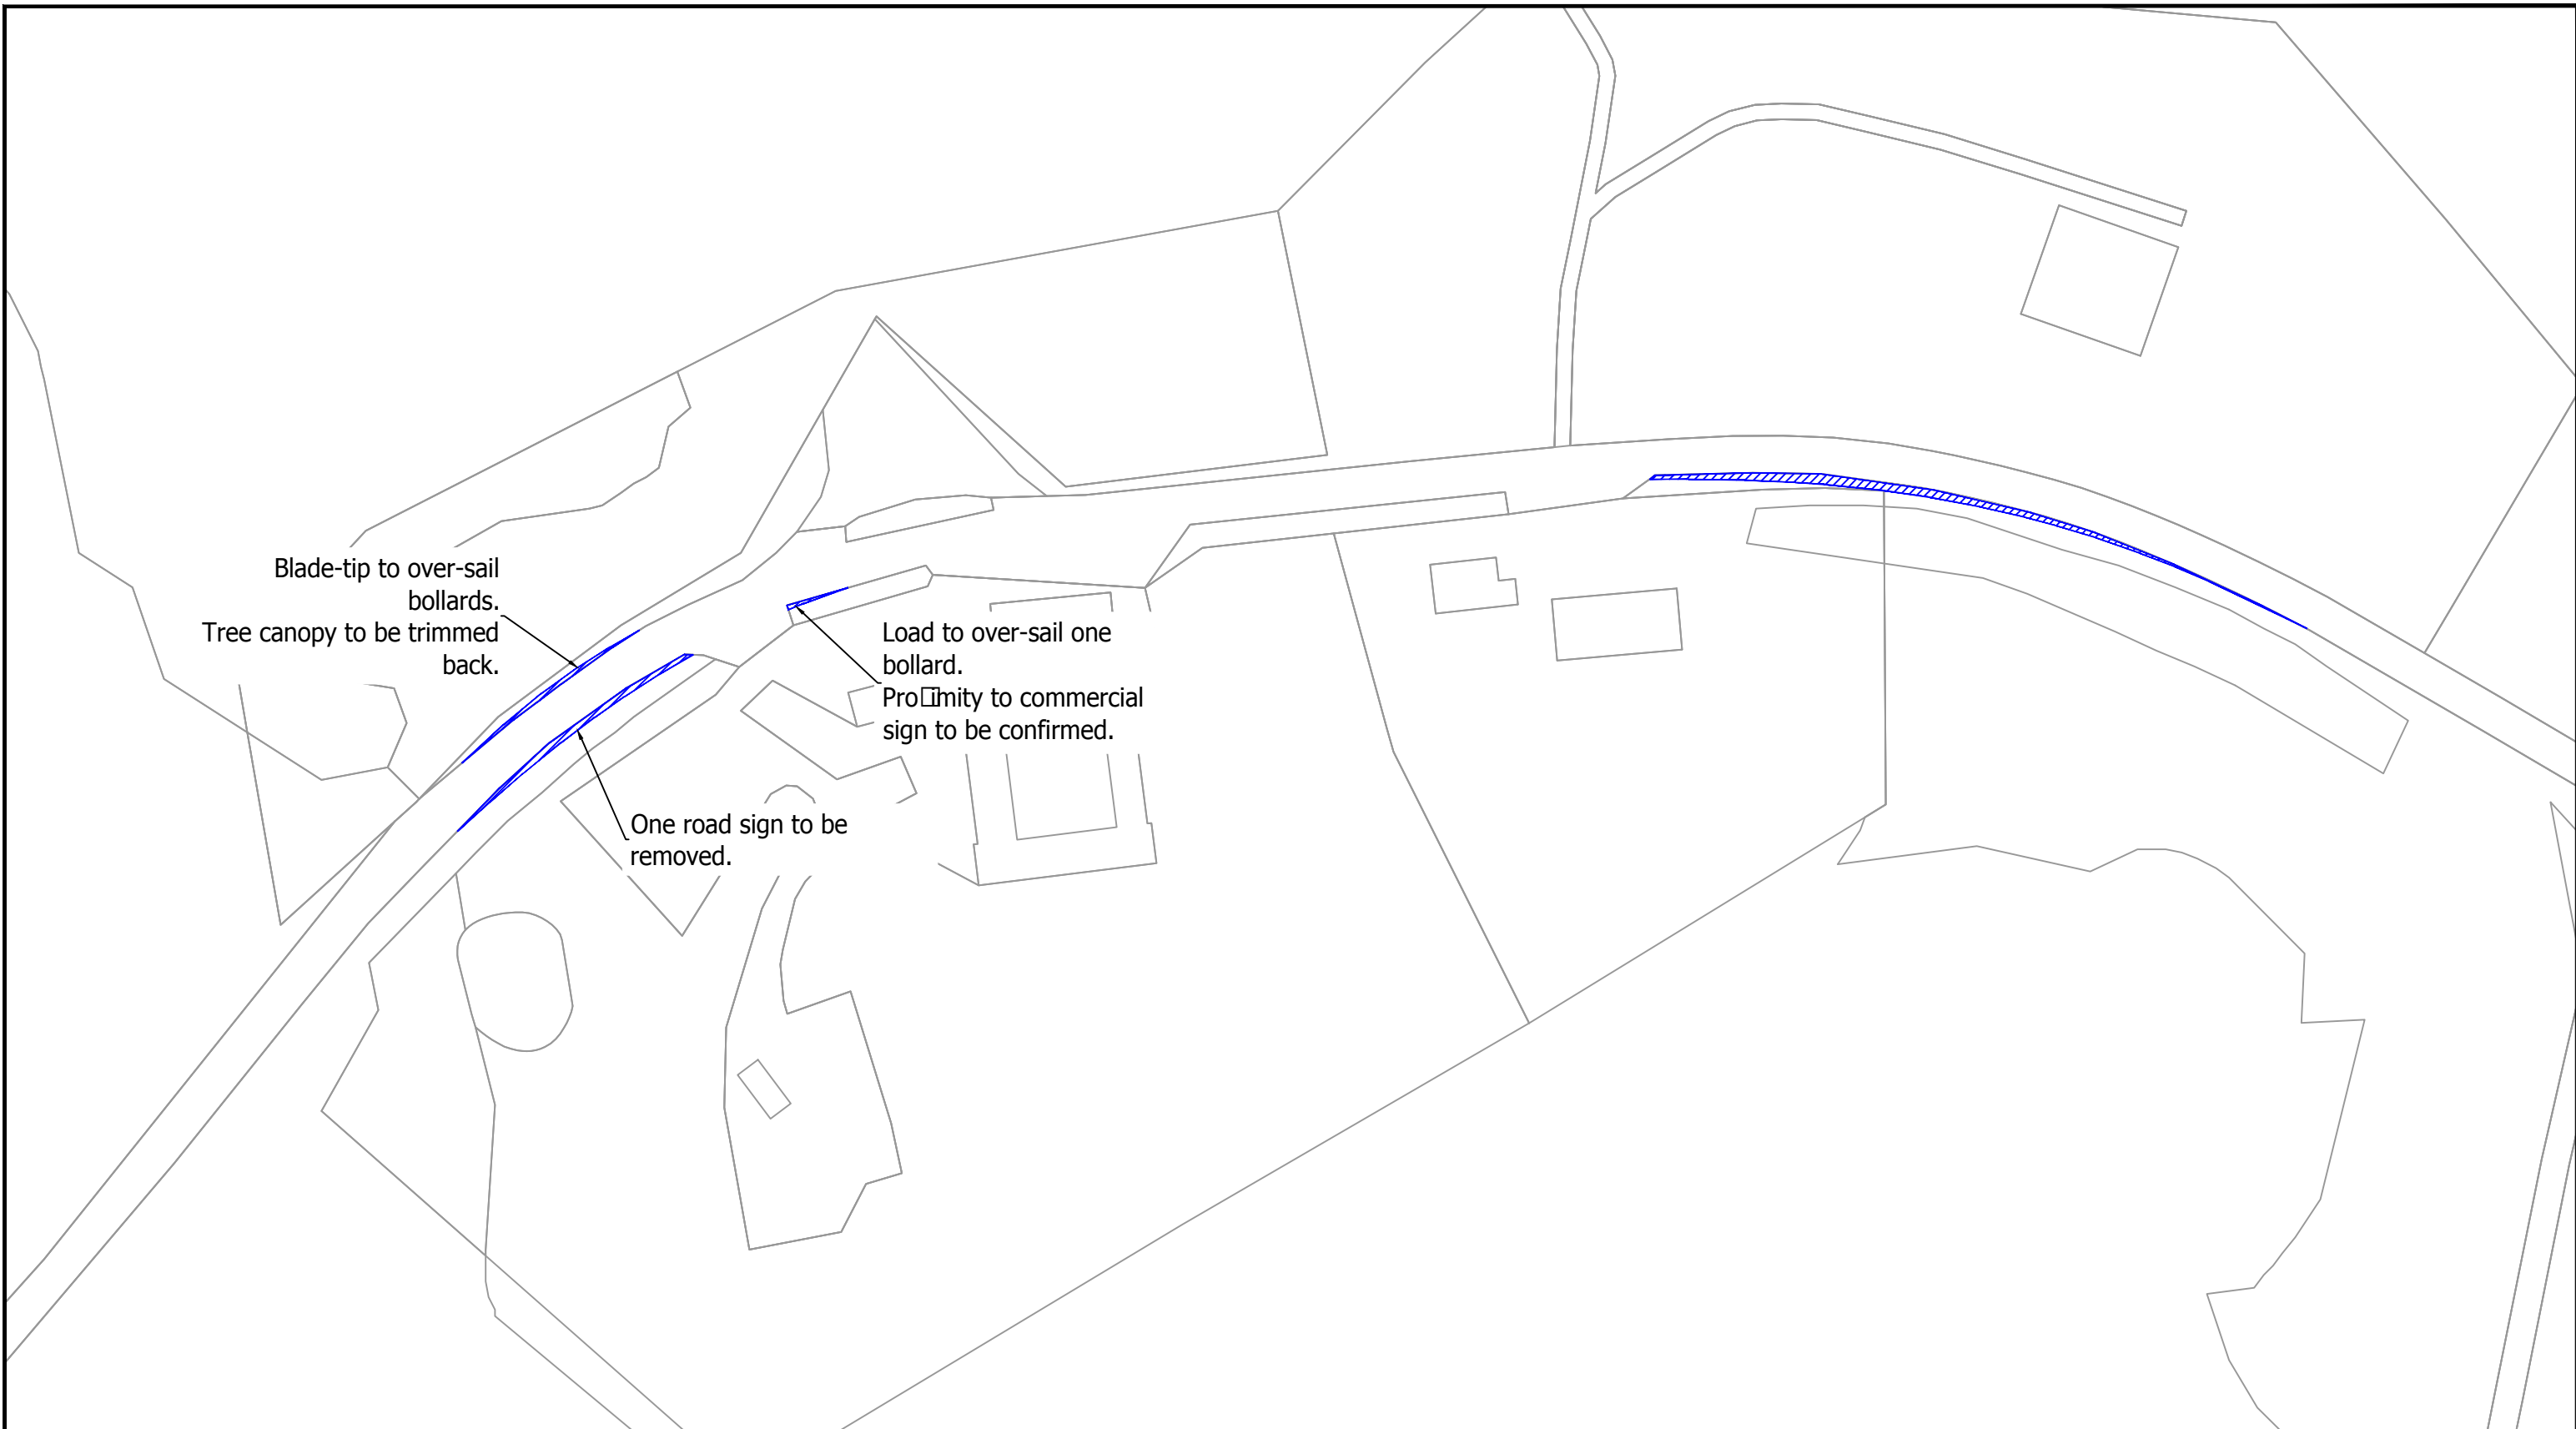 Blade-tip to over-sail
bollards.
Tree canopy to be trimmed
back.
Load to over-sail one
bollard.
Pro□imity to commercial
sign to be confirmed.
One road sign to be
removed.